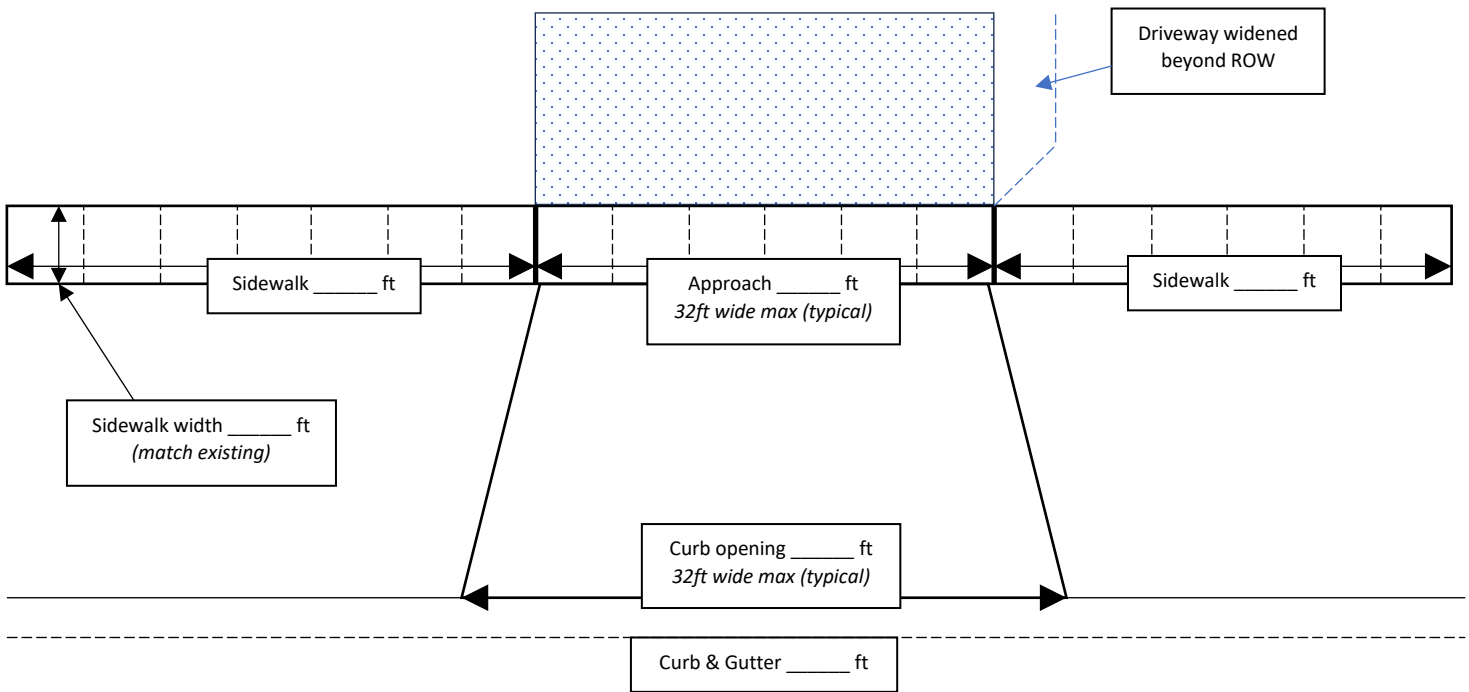 Driveway widened
beyond ROW
Sidewalk ______ ft
Approach ______ ft
32ft wide max (typical)
Sidewalk ______ ft
Sidewalk width ______ ft
(match existing)
Curb opening ______ ft
32ft wide max (typical)
Curb & Gutter ______ ft